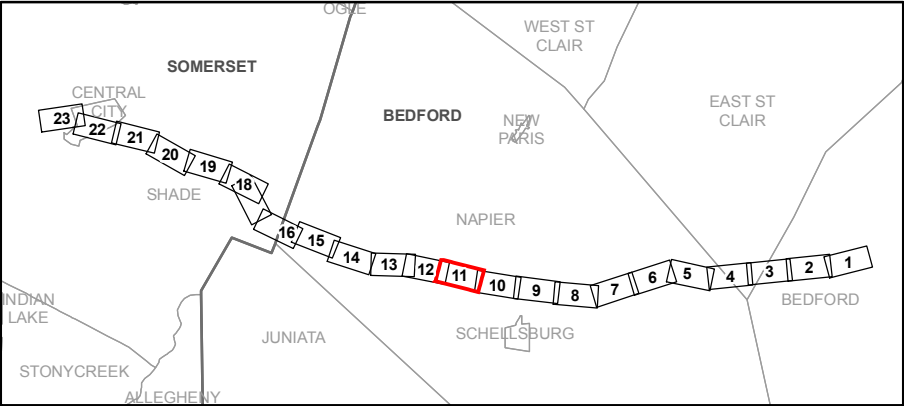 OGLE
WEST ST
CLAIR
SOMERSET
CENTRAL
CITY
BEDFORD
NEW
PARIS
EAST ST
CLAIR
23
22
21
20
19
18
SHADE
NAPIER
16
15
14
13
12
11
10
9
8
7
6
5
4
3
2
1
INDIAN
LAKE
BEDFORD
JUNIATA
SCHELLSBURG
STONYCREEK
ALLEGHENY